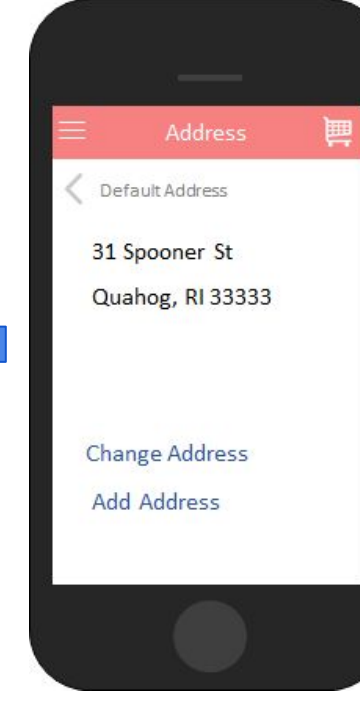 Address
Default Address
31 Spooner St
Quahog, RI 33333
Change Address
Add Address